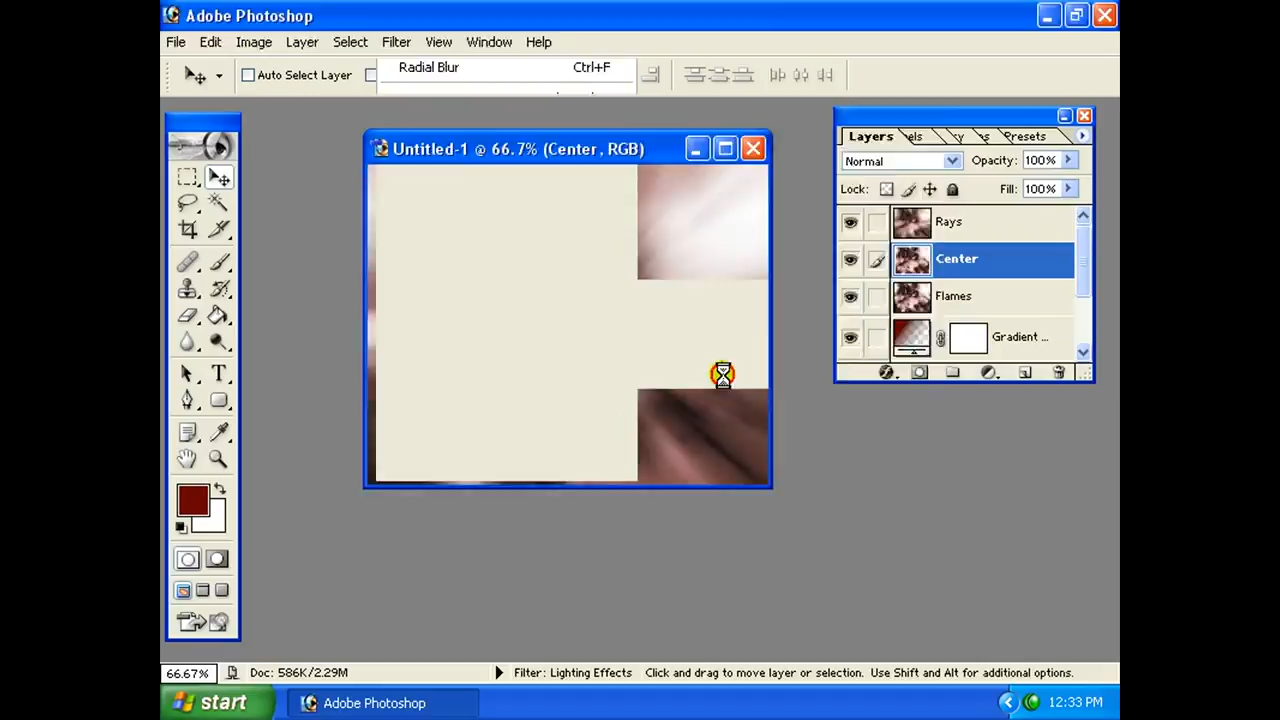 Adobe Photoshop
File Edit Image Layer Select Filter View Window Help
Auto Select Layer
Radial Blur Ctrl+F
Untitled-1 @ 66.7% (Center, RGB)
Layers els y s Presets
Normal Opacity: 100%
Lock: Fill: 100%
Rays
Center
Flames
Gradient ...
T
66.67% Doc: 586K/2.29M Filter: Lighting Effects Click and drag to move layer or selection. Use Shift and Alt for additional options.
start Adobe Photoshop 12:33 PM